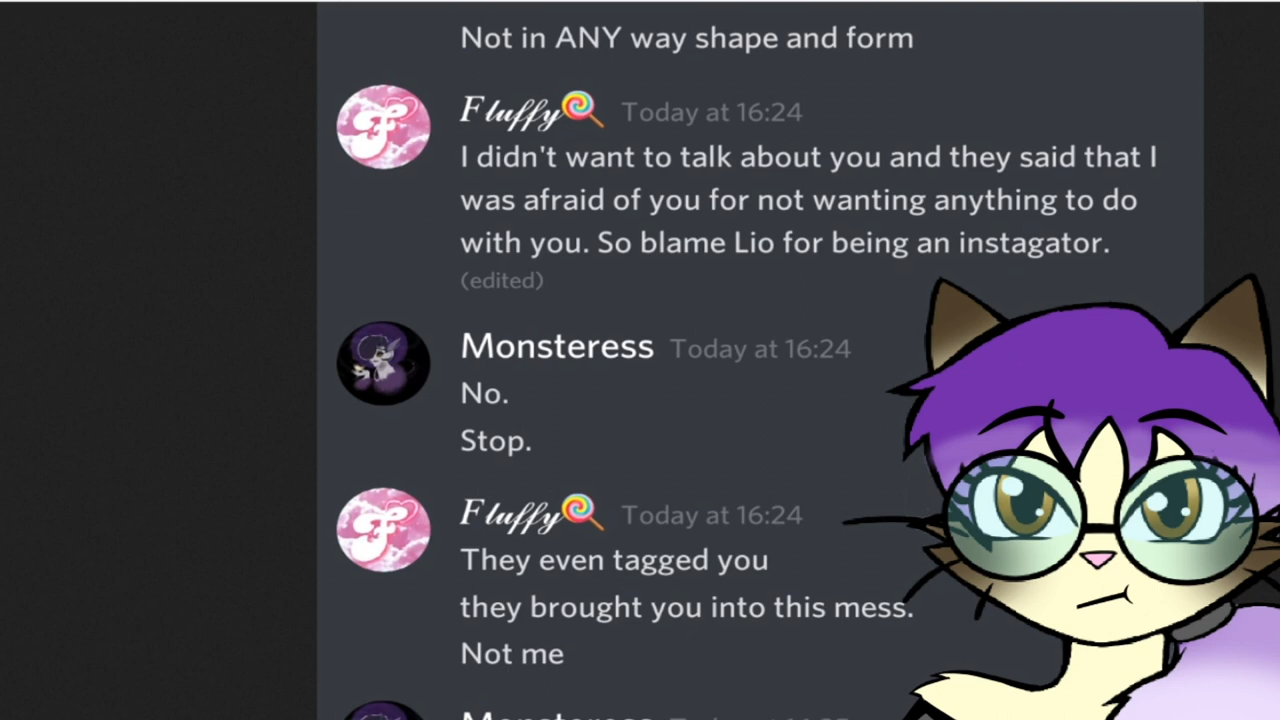 Not in ANY way shape and form
Fluffy🍭 Today at 16:24
I didn't want to talk about you and they said that I
was afraid of you for not wanting anything to do
with you. So blame Lio for being an instagator.
(edited)
Monsteress Today at 16:24
No.
Stop.
Fluffy🍭 Today at 16:24
They even tagged you
they brought you into this mess.
Not me
Monsteress Today at